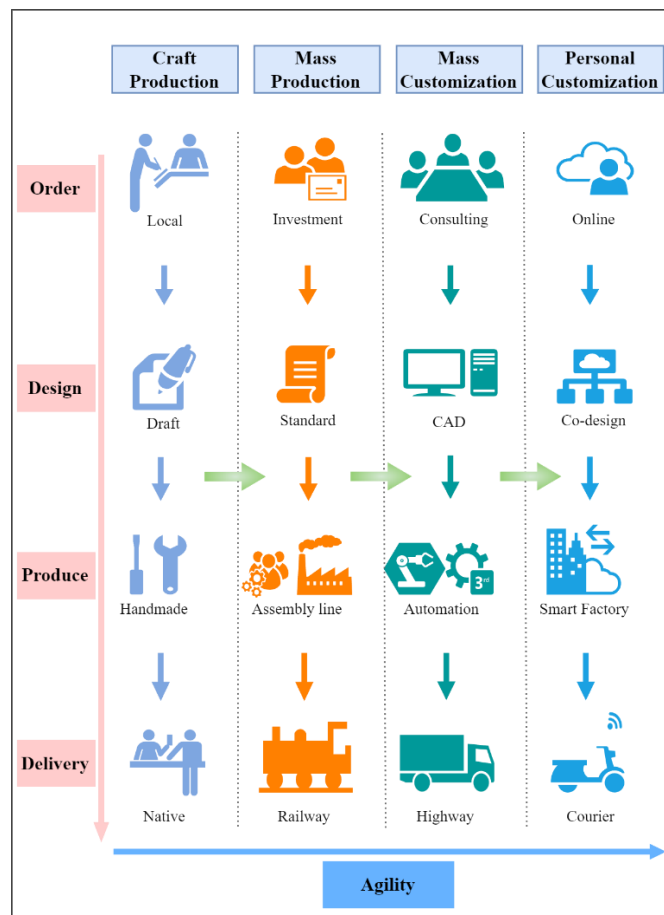 Craft
Production
Mass
Production
Mass
Customization
Personal
Customization
Order
Local
Investment
Consulting
Online
Design
Draft
Standard
CAD
Co-design
Produce
3rd
Handmade
Assembly line
Automation
Smart Factory
Delivery
Native
Railway
Highway
Courier
Agility